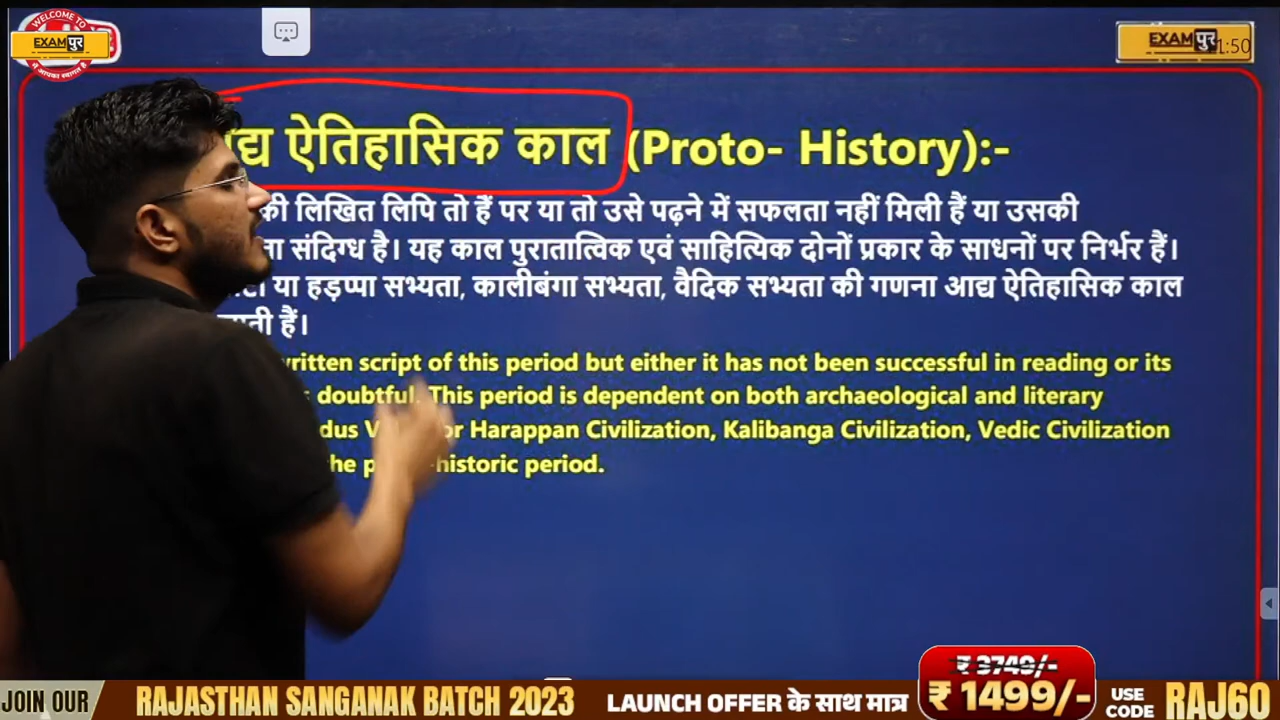 WELCOME TO
EXAMपुर
में आपका स्वागत है
EXAMपुर
1:50
ऐतिहासिक काल (Proto- History):-
की लिखित लिपि तो हैं पर या तो उसे पढ़ने में सफलता नहीं मिली हैं या उसकी
संदिग्ध है। यह काल पुरातात्विक एवं साहित्यिक दोनों प्रकार के साधनों पर निर्भर हैं।
या हड़प्पा सभ्यता, कालीबंगा सभ्यता, वैदिक सभ्यता की गणना आद्य ऐतिहासिक काल
हैं।
written script of this period but either it has not been successful in reading or its
doubtful. This period is dependent on both archaeological and literary
Harappan Civilization, Kalibanga Civilization, Vedic Civilization
historic period.
JOIN OUR RAJASTHAN SANGANAK BATCH 2023 LAUNCH OFFER के साथ मात्र ₹ 3749/- ₹ 1499/- USE CODE RAJ60